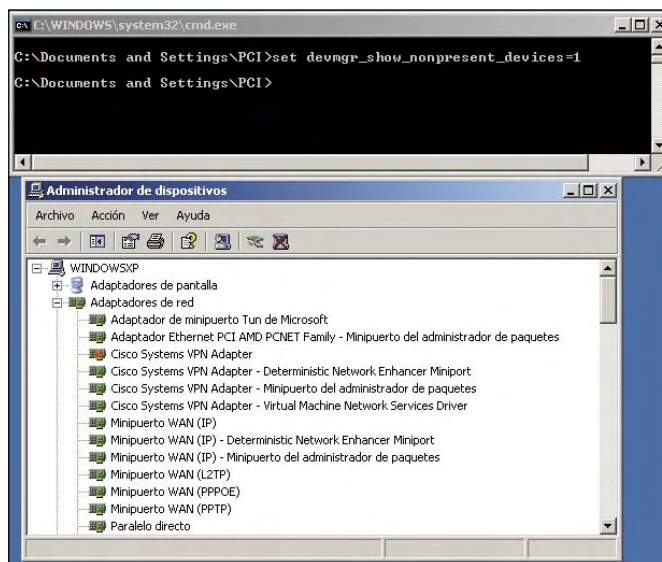 C:\WINDOWS\system32\cmd.exe
C:\Documents and Settings\PCI>set devmgr_show_nonpresent_devices=1
C:\Documents and Settings\PCI>
Administrador de dispositivos
Archivo Acción Ver Ayuda
WINDOWSXP
Adaptadores de pantalla
Adaptadores de red
Adaptador de minipuerto Tun de Microsoft
Adaptador Ethernet PCI AMD PCNET Family - Minipuerto del administrador de paquetes
Cisco Systems VPN Adapter
Cisco Systems VPN Adapter - Deterministic Network Enhancer Miniport
Cisco Systems VPN Adapter - Minipuerto del administrador de paquetes
Cisco Systems VPN Adapter - Virtual Machine Network Services Driver
Minipuerto WAN (IP)
Minipuerto WAN (IP) - Deterministic Network Enhancer Miniport
Minipuerto WAN (IP) - Minipuerto del administrador de paquetes
Minipuerto WAN (L2TP)
Minipuerto WAN (PPPOE)
Minipuerto WAN (PPTP)
Paralelo directo